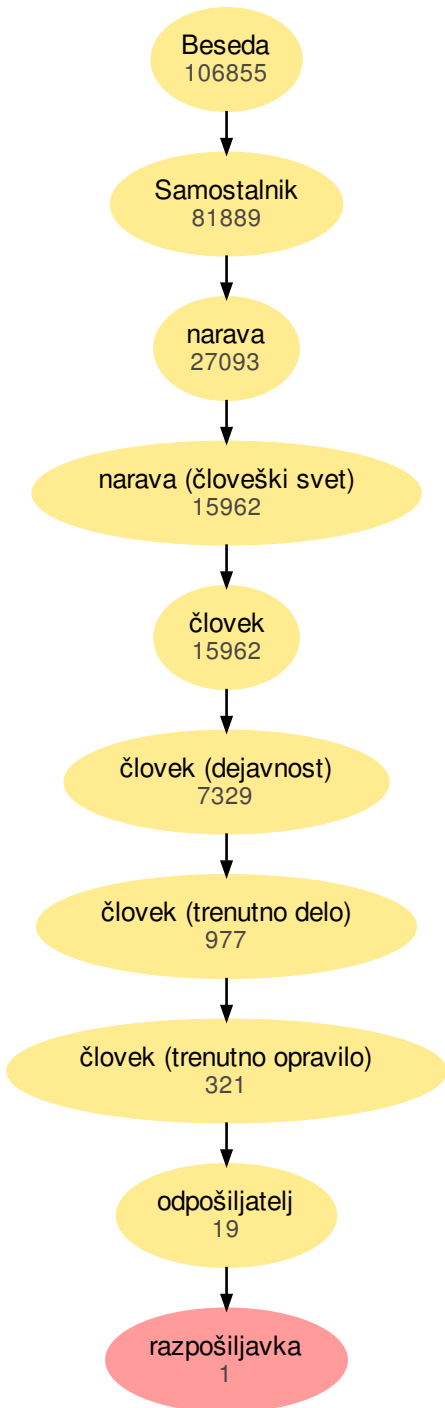 Beseda
106855
Samostalnik
81889
narava
27093
narava (človeški svet)
15962
človek
15962
človek (dejavnost)
7329
človek (trenutno delo)
977
človek (trenutno opravilo)
321
odpošiljatelj
19
razpošiljavka
1